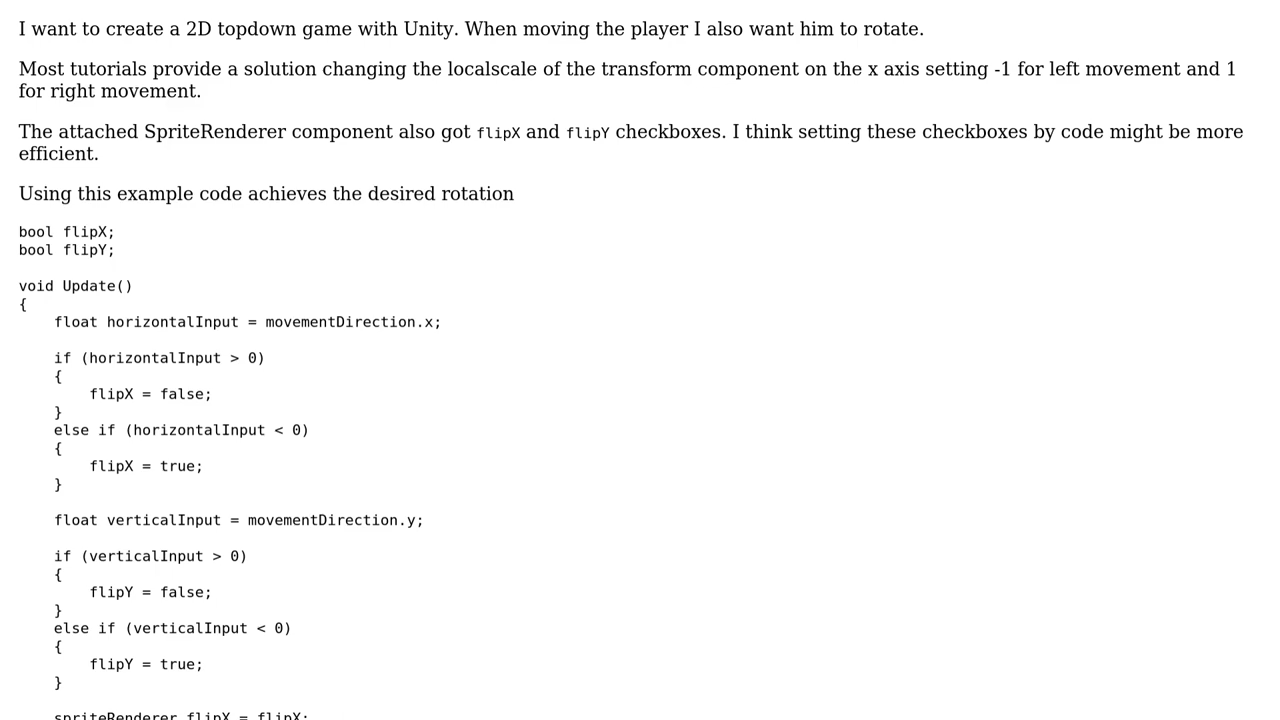 I want to create a 2D topdown game with Unity. When moving the player I also want him to rotate.
Most tutorials provide a solution changing the localscale of the transform component on the x axis setting -1 for left movement and 1
for right movement.
The attached SpriteRenderer component also got flipX and flipY checkboxes. I think setting these checkboxes by code might be more
efficient.
Using this example code achieves the desired rotation
bool flipX;
bool flipY;
void Update()
{
    float horizontalInput = movementDirection.x;
    if (horizontalInput > 0)
    {
        flipX = false;
    }
    else if (horizontalInput < 0)
    {
        flipX = true;
    }
    float verticalInput = movementDirection.y;
    if (verticalInput > 0)
    {
        flipY = false;
    }
    else if (verticalInput < 0)
    {
        flipY = true;
    }
    spriteRenderer.flipX = flipX;